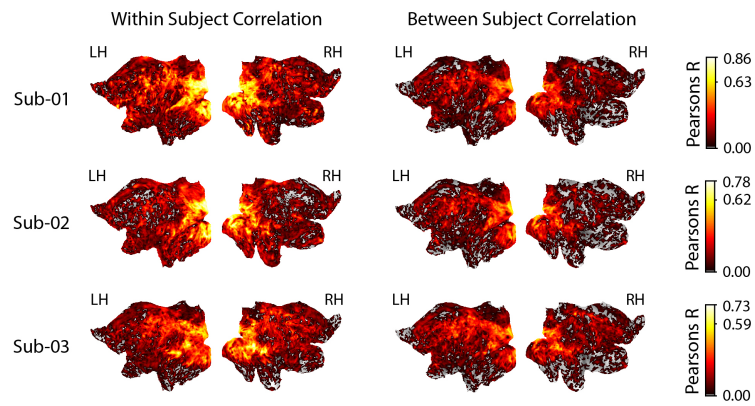 Within Subject Correlation
Between Subject Correlation
LH
RH
LH
RH
Sub-01
Pearsons R
0.86
0.63
0.00
LH
RH
LH
RH
Sub-02
Pearsons R
0.78
0.62
0.00
LH
RH
LH
RH
Sub-03
Pearsons R
0.73
0.59
0.00